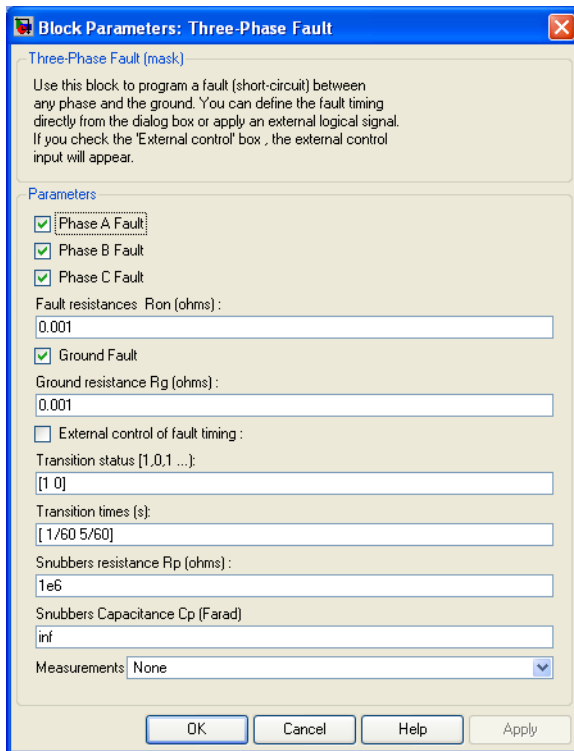 Block Parameters: Three-Phase Fault
Three-Phase Fault (mask)
Use this block to program a fault (short-circuit) between
any phase and the ground. You can define the fault timing
directly from the dialog box or apply an external logical signal.
If you check the 'External control' box , the external control
input will appear.
Parameters
Phase A Fault
Phase B Fault
Phase C Fault
Fault resistances Ron (ohms) :
0.001
Ground Fault
Ground resistance Rg (ohms) :
0.001
External control of fault timing :
Transition status [1,0,1 ...):
[1 0]
Transition times (s):
[ 1/60 5/60]
Snubbers resistance Rp (ohms) :
1e6
Snubbers Capacitance Cp (Farad)
inf
Measurements None
OK Cancel Help Apply